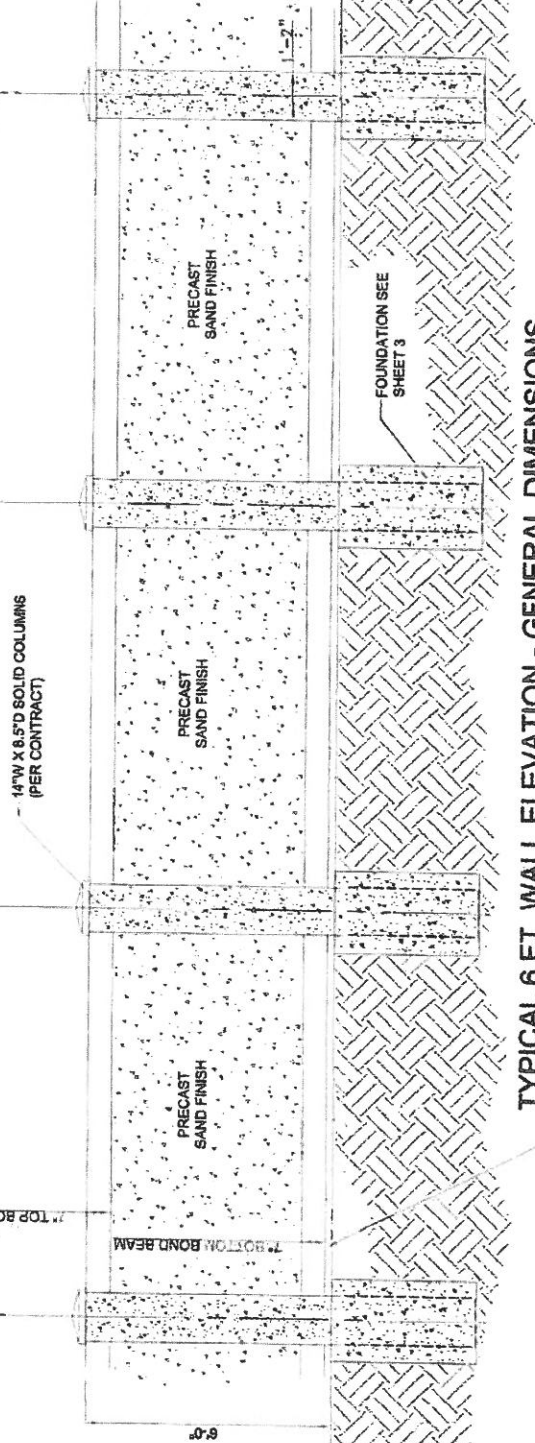 14"W X 8.5"D SOLID COLUMNS
(PER CONTRACT)
PRECAST
SAND FINISH
PRECAST
SAND FINISH
PRECAST
SAND FINISH
1'-2"
7" TOP
7" BOTTOM BOND BEAM
6'-0"
FOUNDATION SEE
SHEET 3
TYPICAL 6 FT. WALL ELEVATION - GENERAL DIMENSIONS